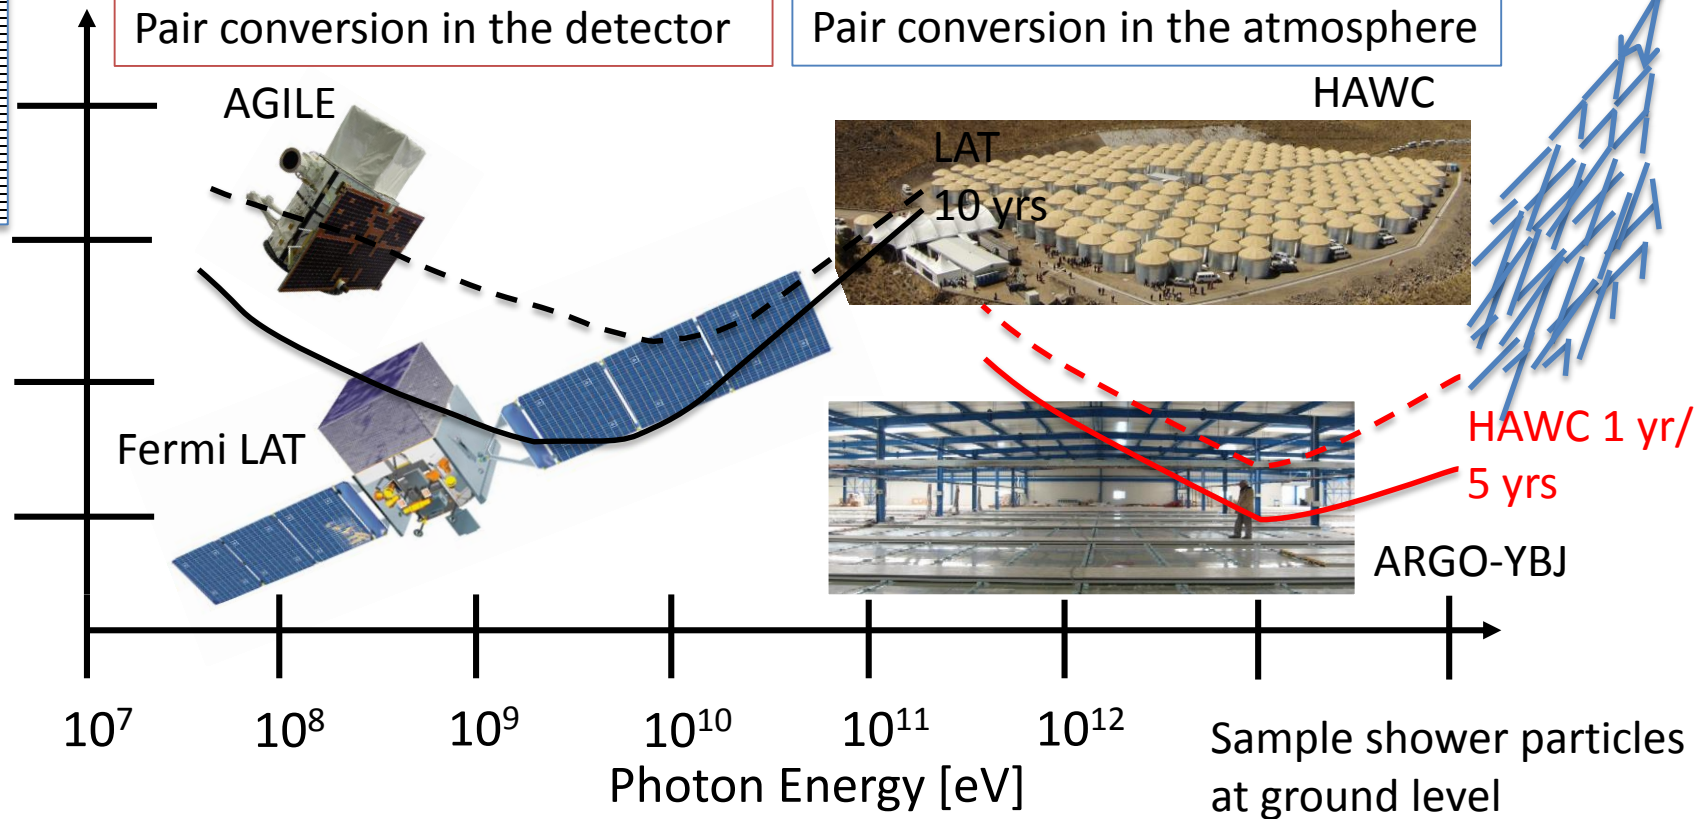 Pair conversion in the detector
Pair conversion in the atmosphere
AGILE
HAWC
LAT
10 yrs
Fermi LAT
HAWC 1 yr/
5 yrs
ARGO-YBJ
10⁷
10⁸
10⁹
10¹⁰
10¹¹
10¹²
Photon Energy [eV]
Sample shower particles
at ground level